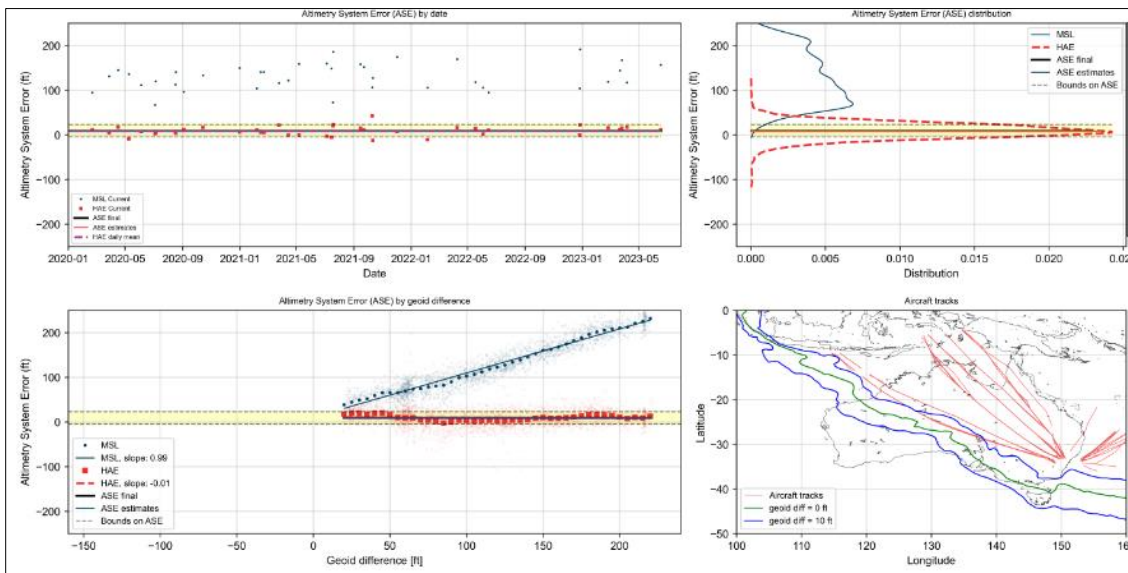 Altimetry System Error (ASE) by date
Altimetry System Error (ft)
200
100
0
−100
−200
MSL Current
HAE Current
ASE final
ASE estimates
HAE daily mean
2020-01 2020-05 2020-09 2021-01 2021-05 2021-09 2022-01 2022-05 2022-09 2023-01 2023-05
Date
Altimetry System Error (ASE) distribution
Altimetry System Error (ft)
200
100
0
−100
−200
MSL
HAE
ASE final
ASE estimates
Bounds on ASE
0.000 0.005 0.010 0.015 0.020 0.02
Distribution
Altimetry System Error (ASE) by geoid difference
Altimetry System Error (ft)
200
100
0
−100
−200
MSL
MSL, slope: 0.99
HAE
HAE, slope: -0.01
ASE final
ASE estimates
Bounds on ASE
−150 −100 −50 0 50 100 150 200
Geoid difference [ft]
Aircraft tracks
Latitude
0
−10
−20
−30
−40
−50
Aircraft tracks
geoid diff = 0 ft
geoid diff = 10 ft
100 110 120 130 140 150 160
Longitude